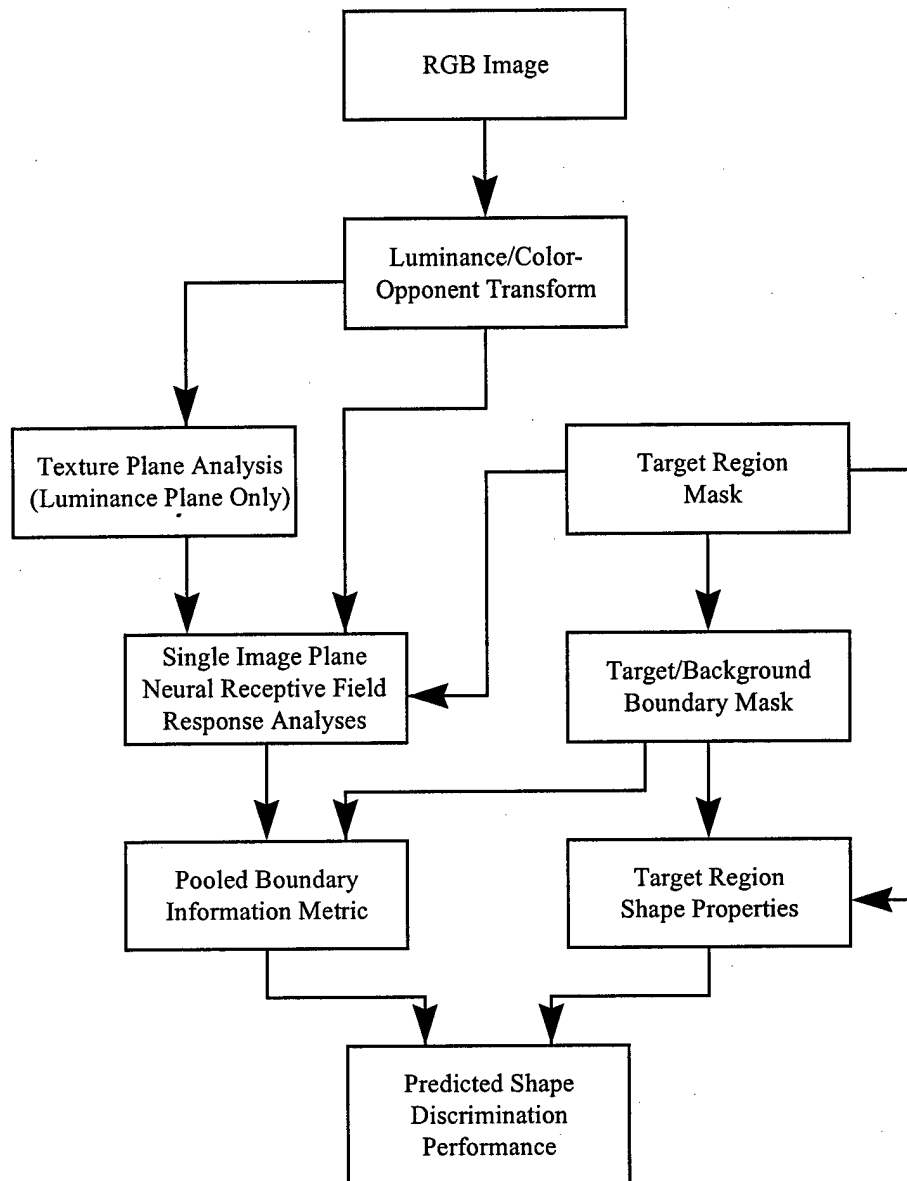 RGB Image
Luminance/Color-
Opponent Transform
Texture Plane Analysis
(Luminance Plane Only)
Target Region
Mask
Single Image Plane
Neural Receptive Field
Response Analyses
Target/Background
Boundary Mask
Pooled Boundary
Information Metric
Target Region
Shape Properties
Predicted Shape
Discrimination
Performance